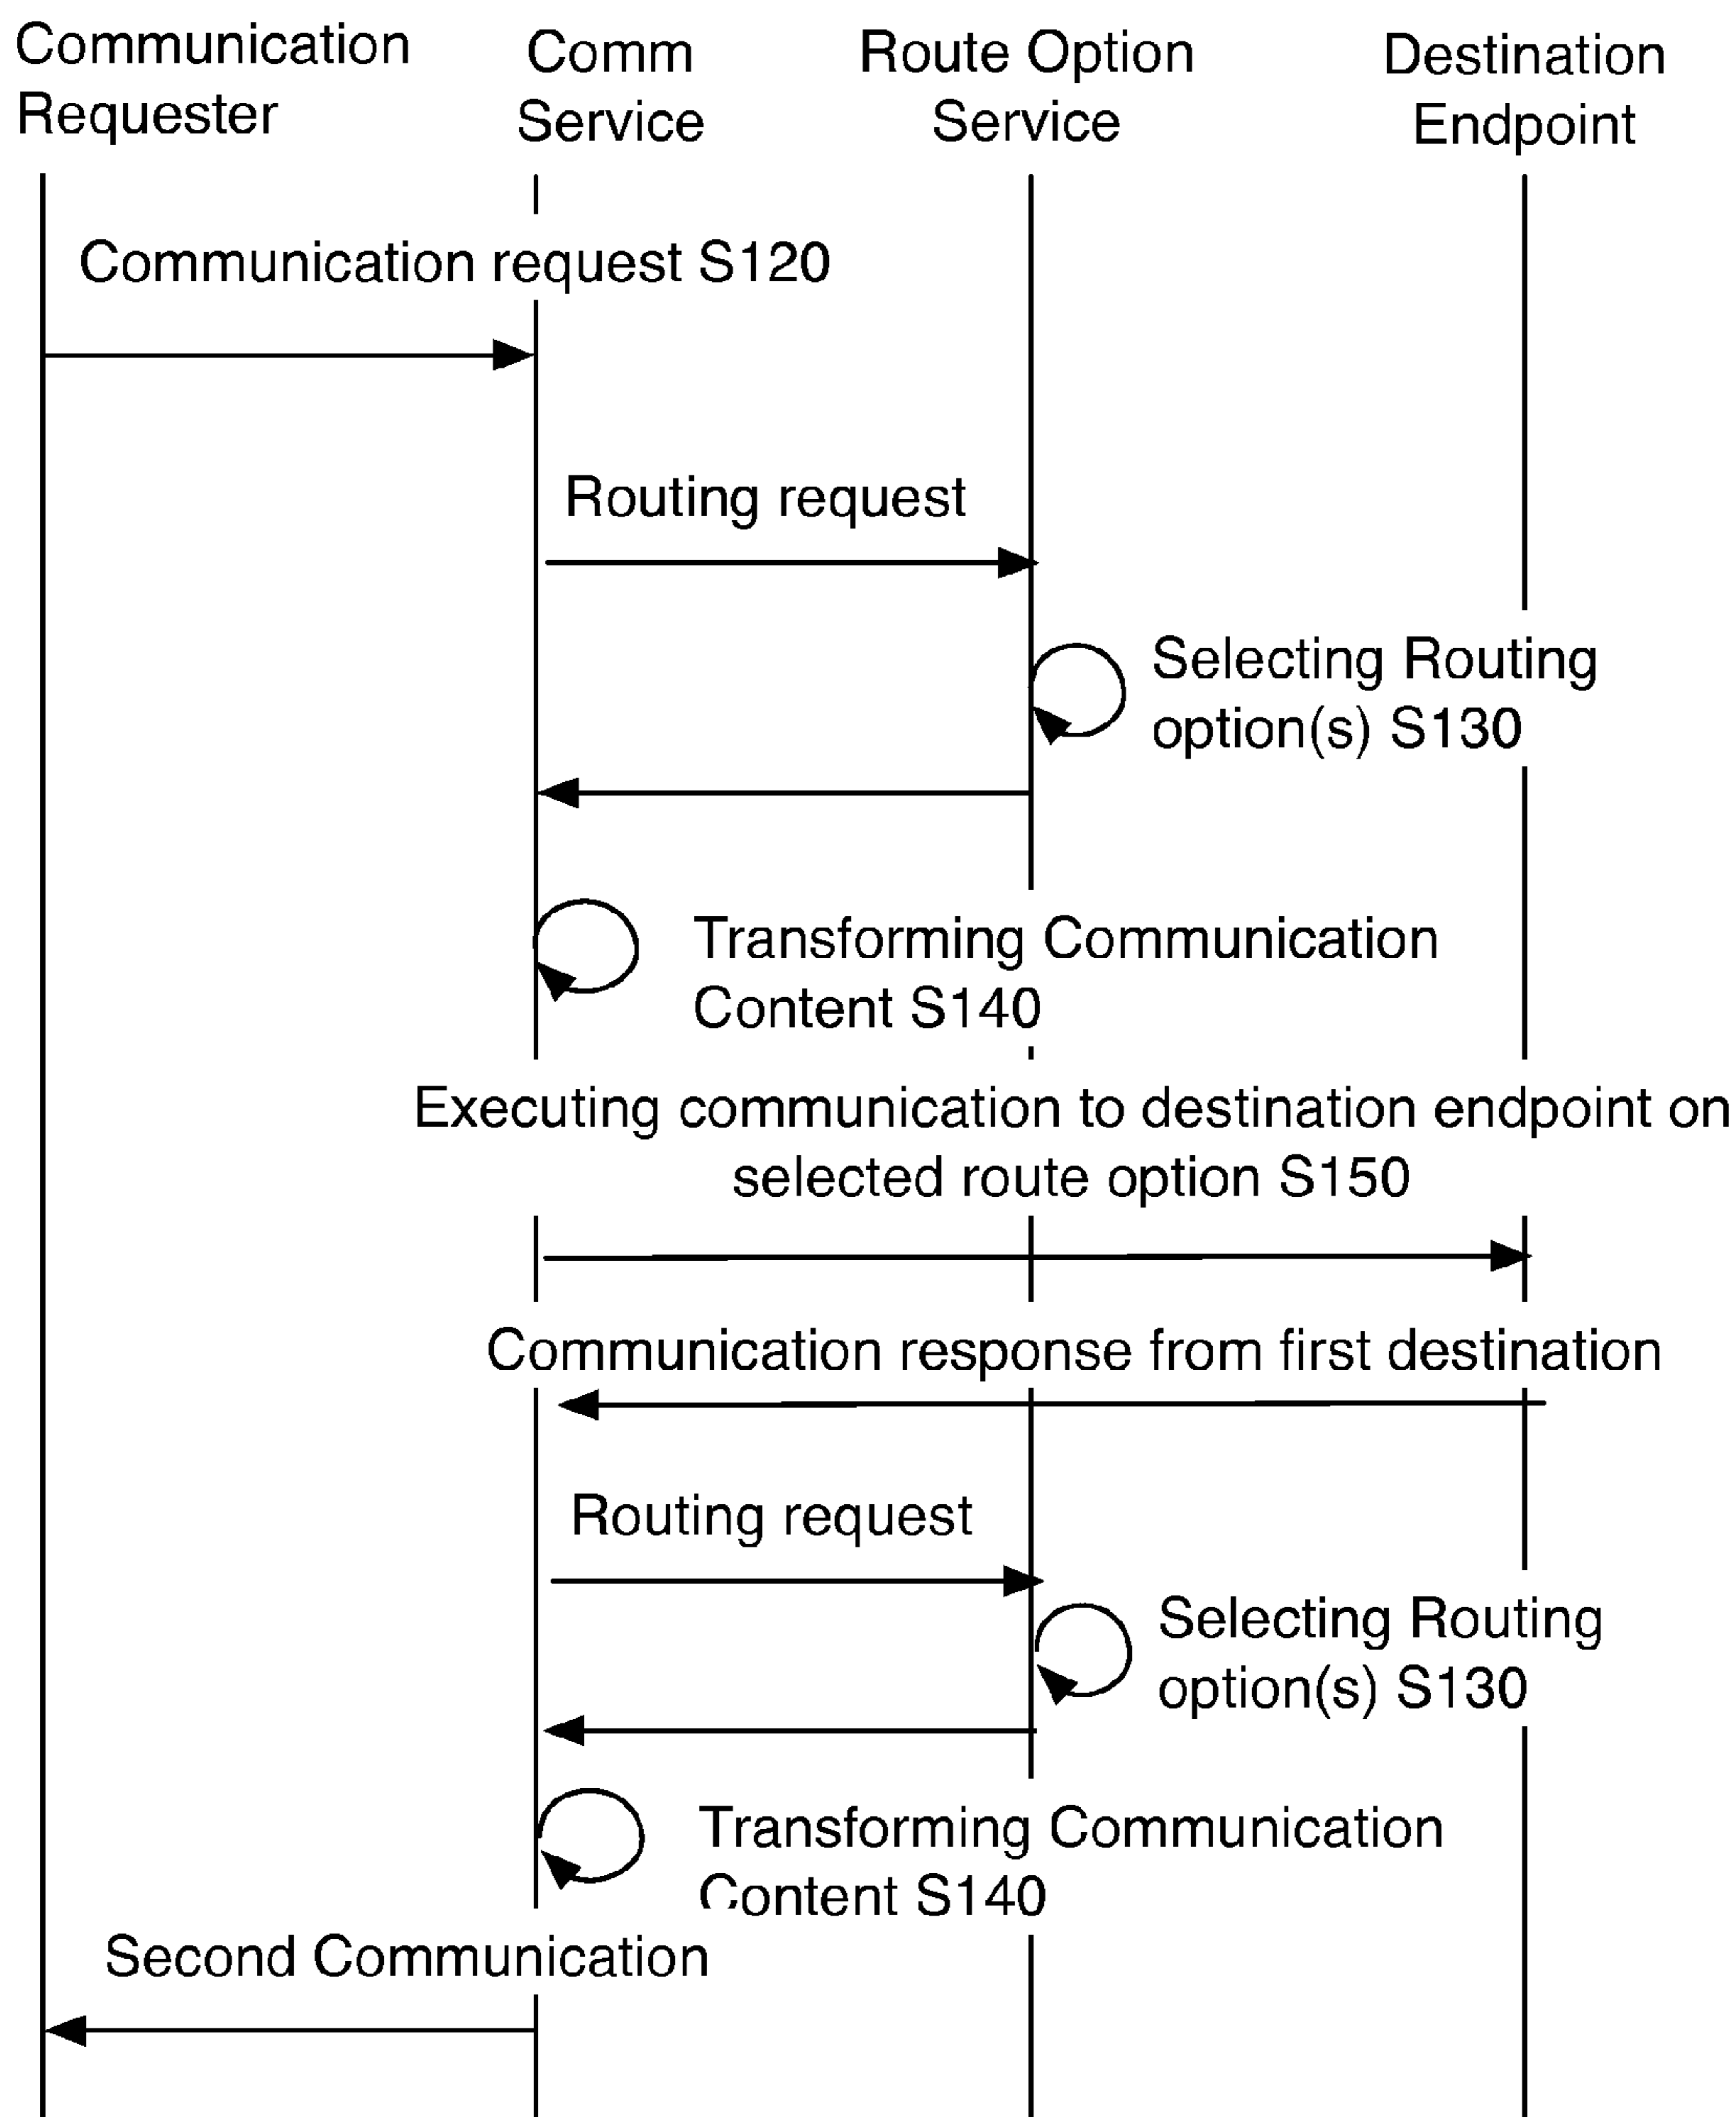 Communication
Requester
Comm
Service
Route Option
Service
Destination
Endpoint
Communication request S120
Routing request
Selecting Routing
option(s) S130
Transforming Communication
Content S140
Executing communication to destination endpoint on
selected route option S150
Communication response from first destination
Routing request
Selecting Routing
option(s) S130
Transforming Communication
Content S140
Second Communication